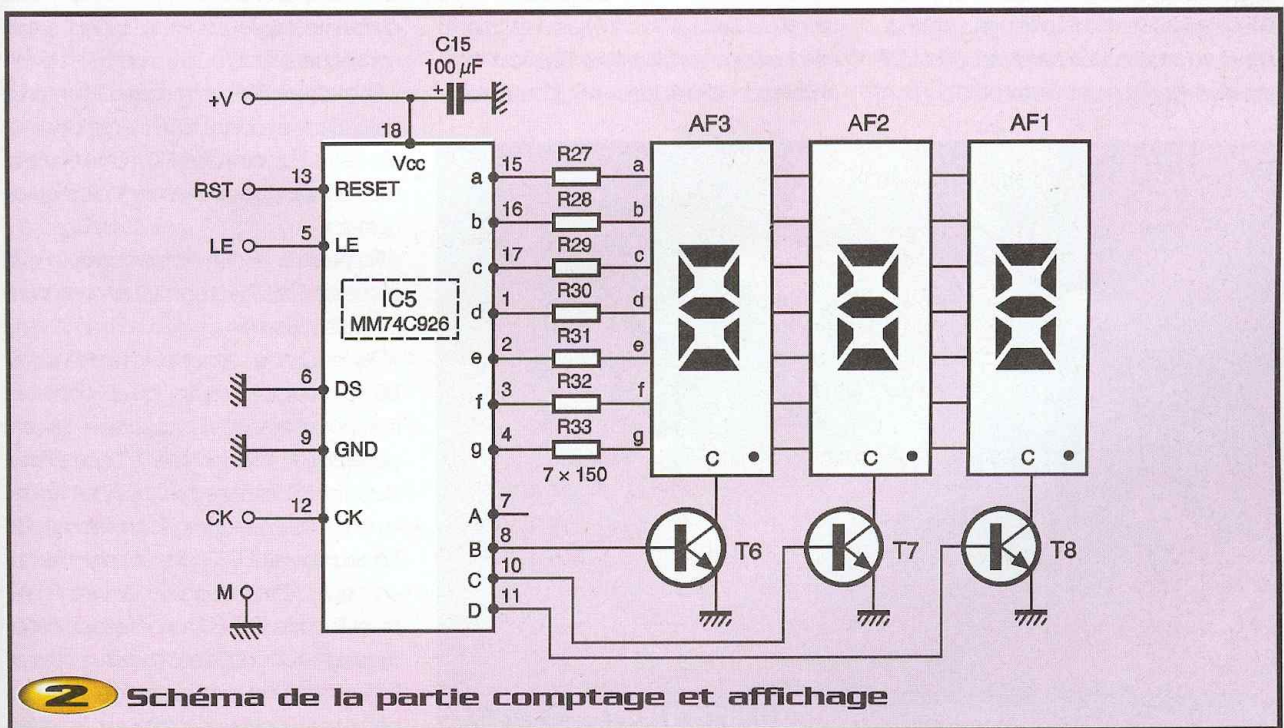 C15
100 µF
+V
18
Vcc
AF3
AF2
AF1
RST
13
RESET
LE
5
LE
IC5
MM74C926
6
DS
9
GND
CK
12
CK
M
a
15
R27
a
b
16
R28
b
c
17
R29
c
d
1
R30
d
e
2
R31
e
f
3
R32
f
g
4
R33
g
7 × 150
A
7
B
8
C
10
D
11
C
C
C
T6
T7
T8
2 Schéma de la partie comptage et affichage